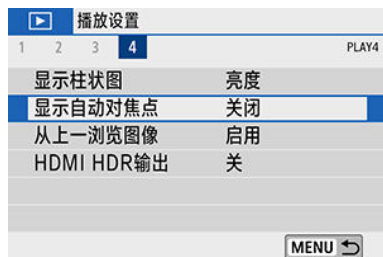 播放设置
1 2 3 4 PLAY4
显示柱状图 亮度
显示自动对焦点 关闭
从上一浏览图像 启用
HDMI HDR输出 关
MENU